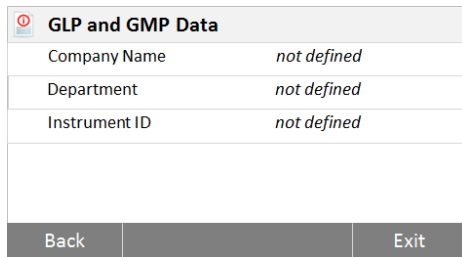 GLP and GMP Data
Company Name not defined
Department not defined
Instrument ID not defined
Back Exit